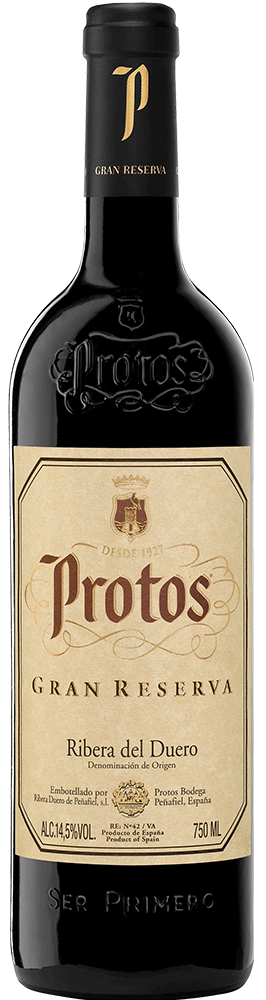 P
GRAN RESERVA
Protos
DESDE 1927
Protos
GRAN RESERVA
Ribera del Duero
Denominación de Origen
Embotellado por
Ribera Duero de Peñafiel, s.l.
Protos Bodega
Peñafiel, España
RE: Nº 42 / VA
Producto de España
Product of Spain
ALC.14,5%VOL.
750 ML
SER PRIMERO